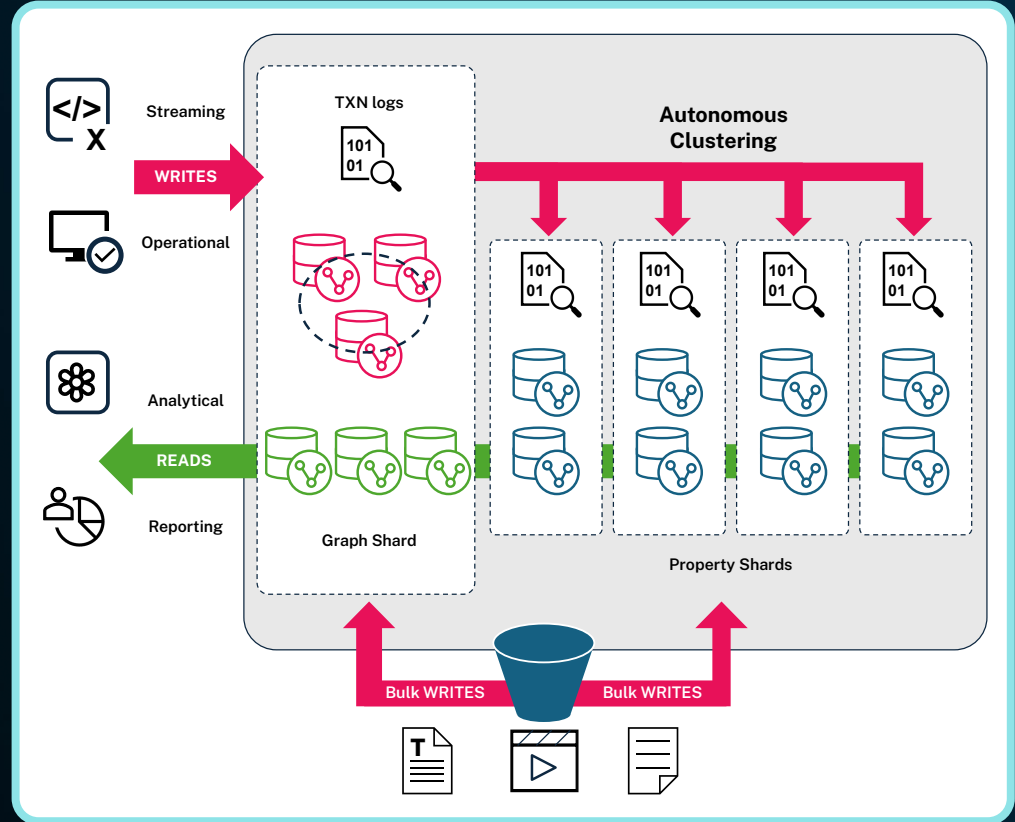 TXN logs
Streaming
</>
X
101
01
Autonomous
Clustering
WRITES
Operational
101
01
101
01
101
01
101
01
Analytical
READS
Reporting
Graph Shard
Property Shards
Bulk WRITES
Bulk WRITES
T